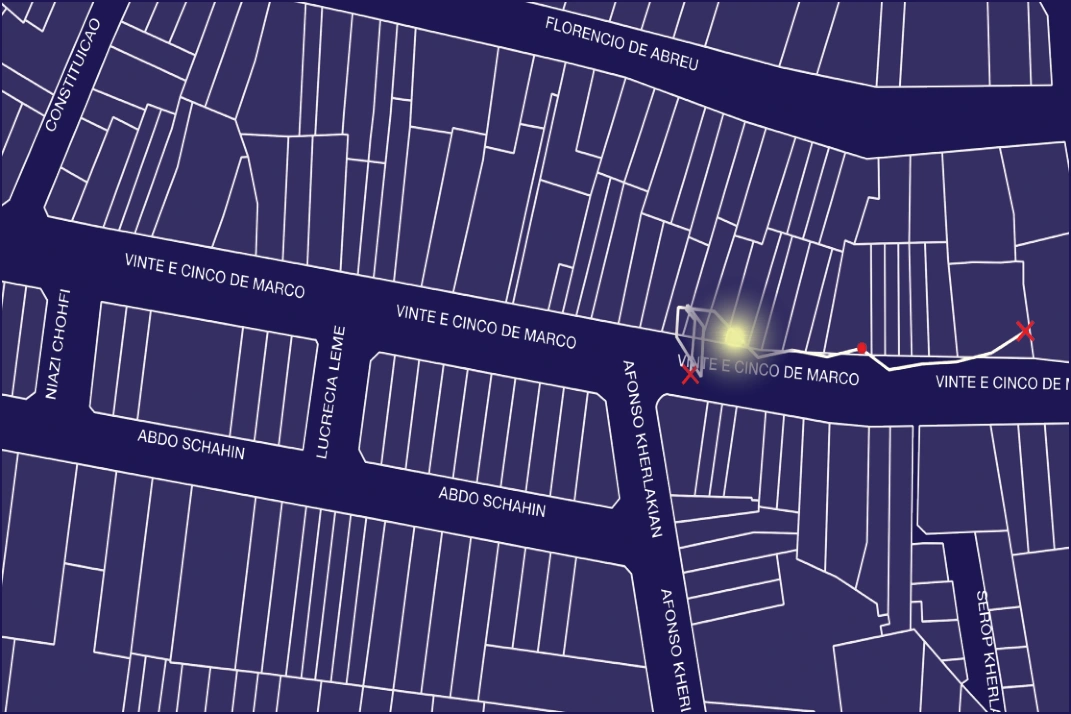 FLORENCIO DE ABREU
CONSTITUICAO
VINTE E CINCO DE MARCO
VINTE E CINCO DE MARCO
VINTE E CINCO DE MARCO
VINTE E CINCO DE M
NIAZI CHOHFI
LUCRECIA LEME
AFONSO KHERLAKIAN
ABDO SCHAHIN
ABDO SCHAHIN
AFONSO KHERL
SEROP KHERLA